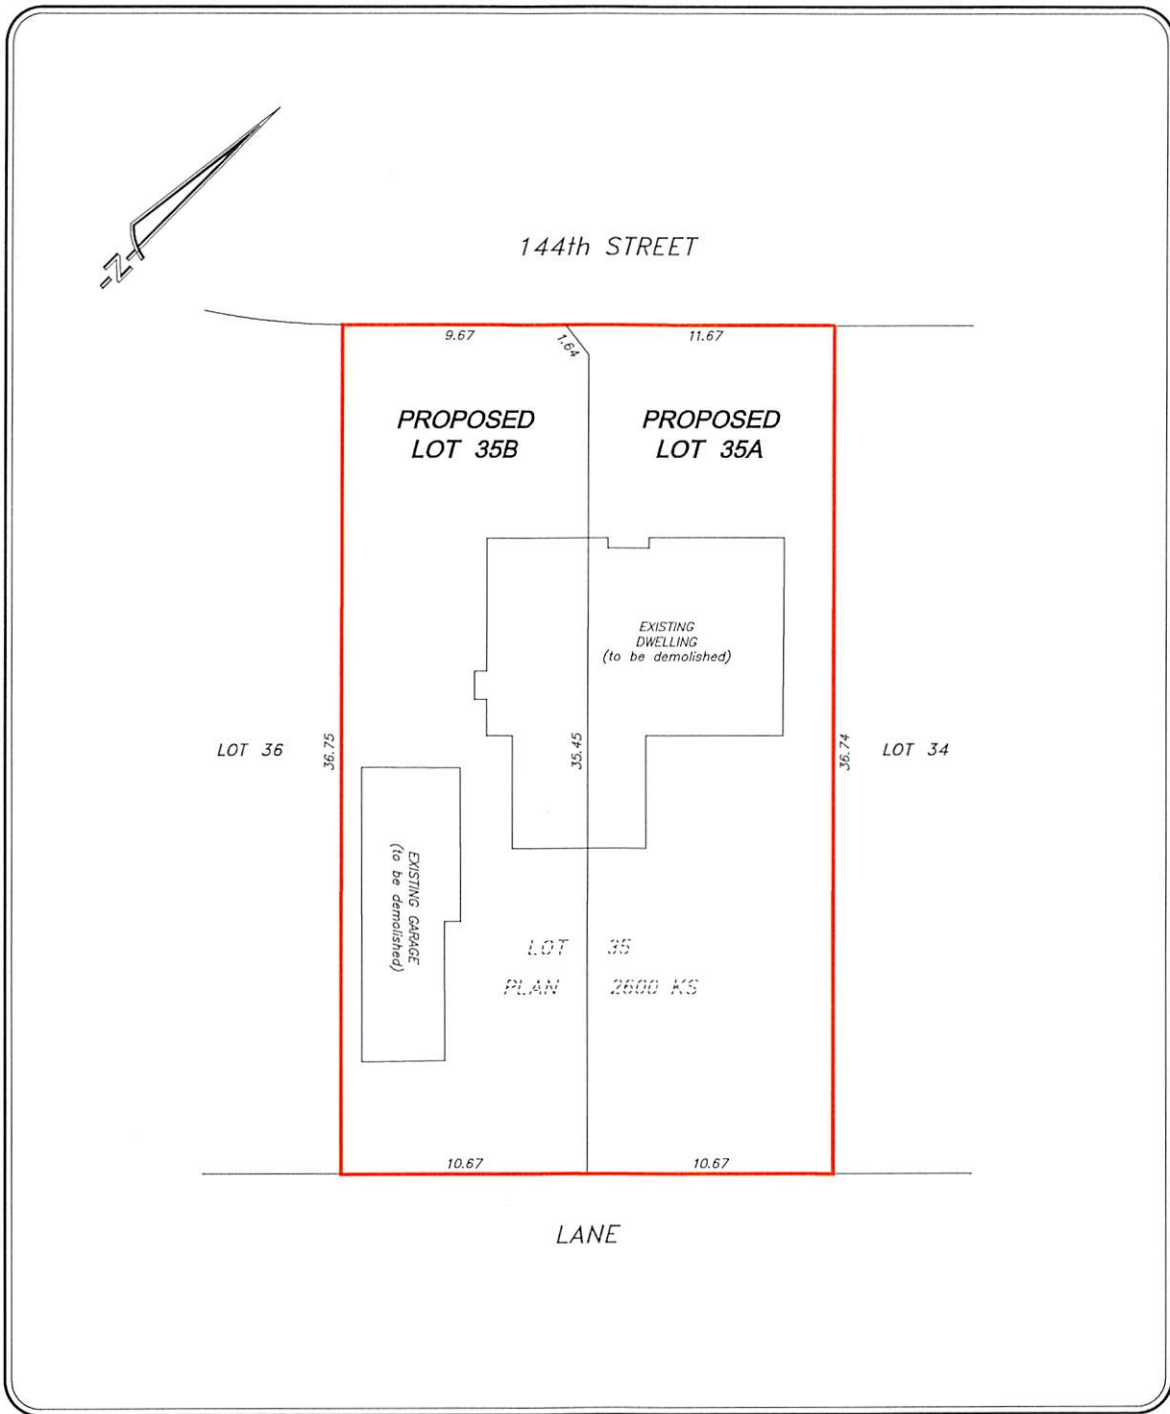 -N-
144th STREET
9.67
1.64
11.67
PROPOSED
LOT 35B
PROPOSED
LOT 35A
EXISTING
DWELLING
(to be demolished)
LOT 36
36.75
35.45
36.74
LOT 34
EXISTING GARAGE
(to be demolished)
LOT 35
PLAN 2600 KS
10.67
10.67
LANE